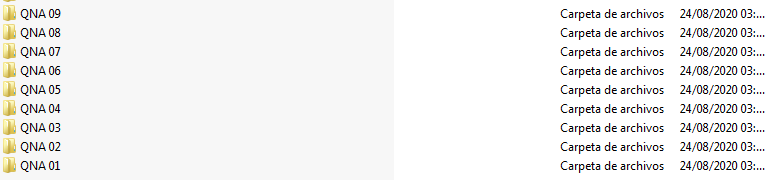 QNA 09 Carpeta de archivos 24/08/2020 03:...
QNA 08 Carpeta de archivos 24/08/2020 03:...
QNA 07 Carpeta de archivos 24/08/2020 03:...
QNA 06 Carpeta de archivos 24/08/2020 03:...
QNA 05 Carpeta de archivos 24/08/2020 03:...
QNA 04 Carpeta de archivos 24/08/2020 03:...
QNA 03 Carpeta de archivos 24/08/2020 03:...
QNA 02 Carpeta de archivos 24/08/2020 03:...
QNA 01 Carpeta de archivos 24/08/2020 03:...